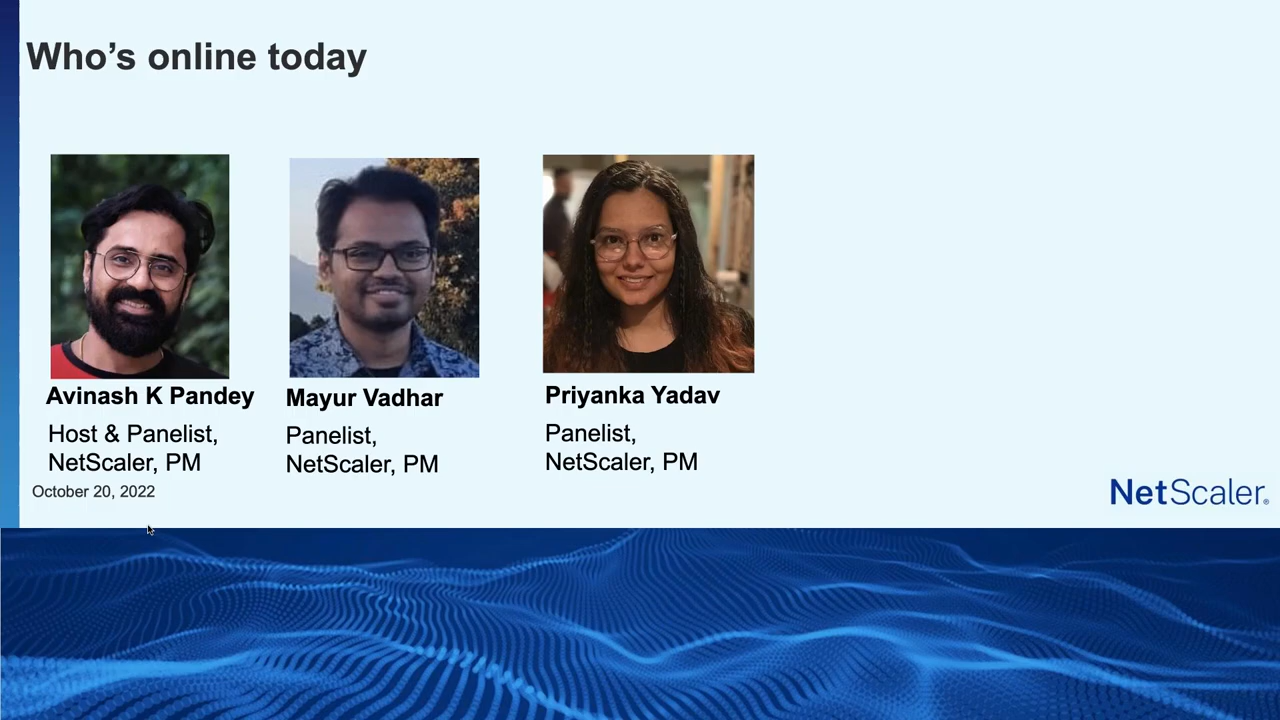 Who’s online today
Avinash K Pandey
Host & Panelist,
NetScaler, PM
Mayur Vadhar
Panelist,
NetScaler, PM
Priyanka Yadav
Panelist,
NetScaler, PM
October 20, 2022
NetScaler®